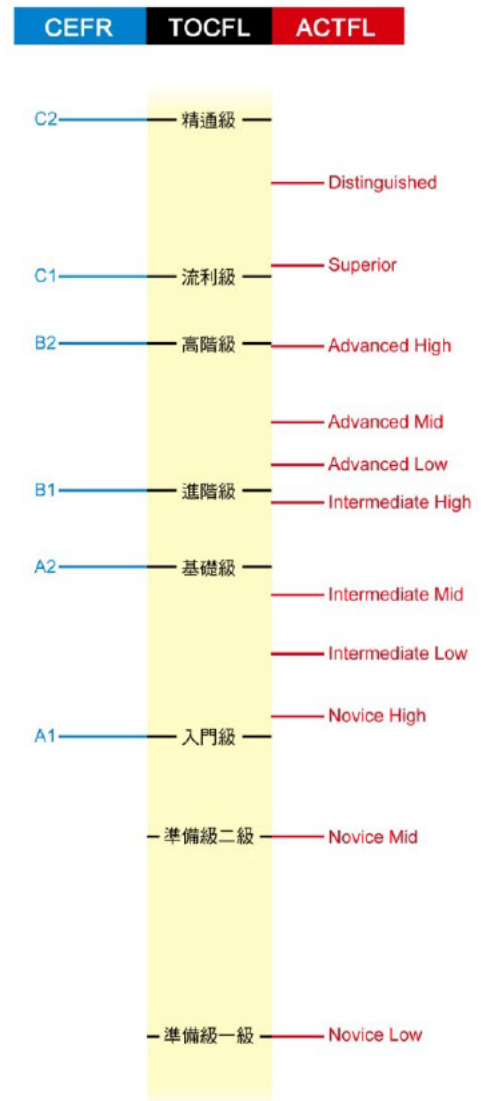 CEFR TOCFL ACTFL
C2 精通級
Distinguished
Superior
C1 流利級
B2 高階級 Advanced High
Advanced Mid
Advanced Low
B1 進階級
Intermediate High
A2 基礎級
Intermediate Mid
Intermediate Low
Novice High
A1 入門級
準備級二級 Novice Mid
準備級一級 Novice Low